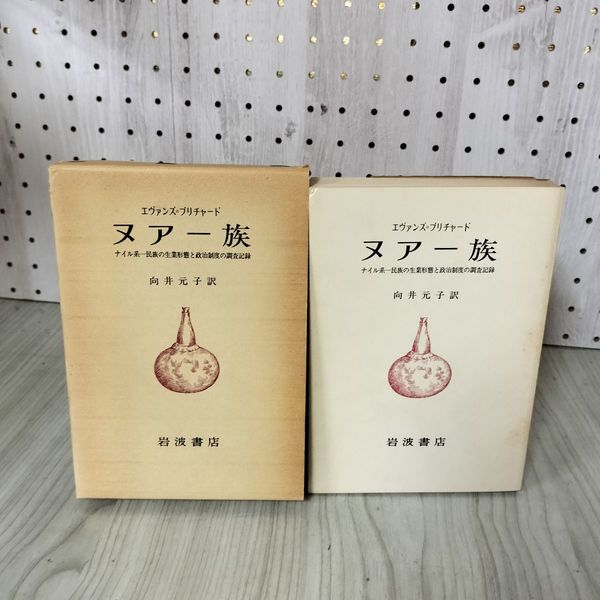 エヴァンズ=プリチャード
ヌアー族
ナイル系一民族の生業形態と政治制度の調査記録
向井元子訳
岩波書店
エヴァンズ=プリチャード
ヌアー族
ナイル系一民族の生業形態と政治制度の調査記録
向井元子訳
岩波書店